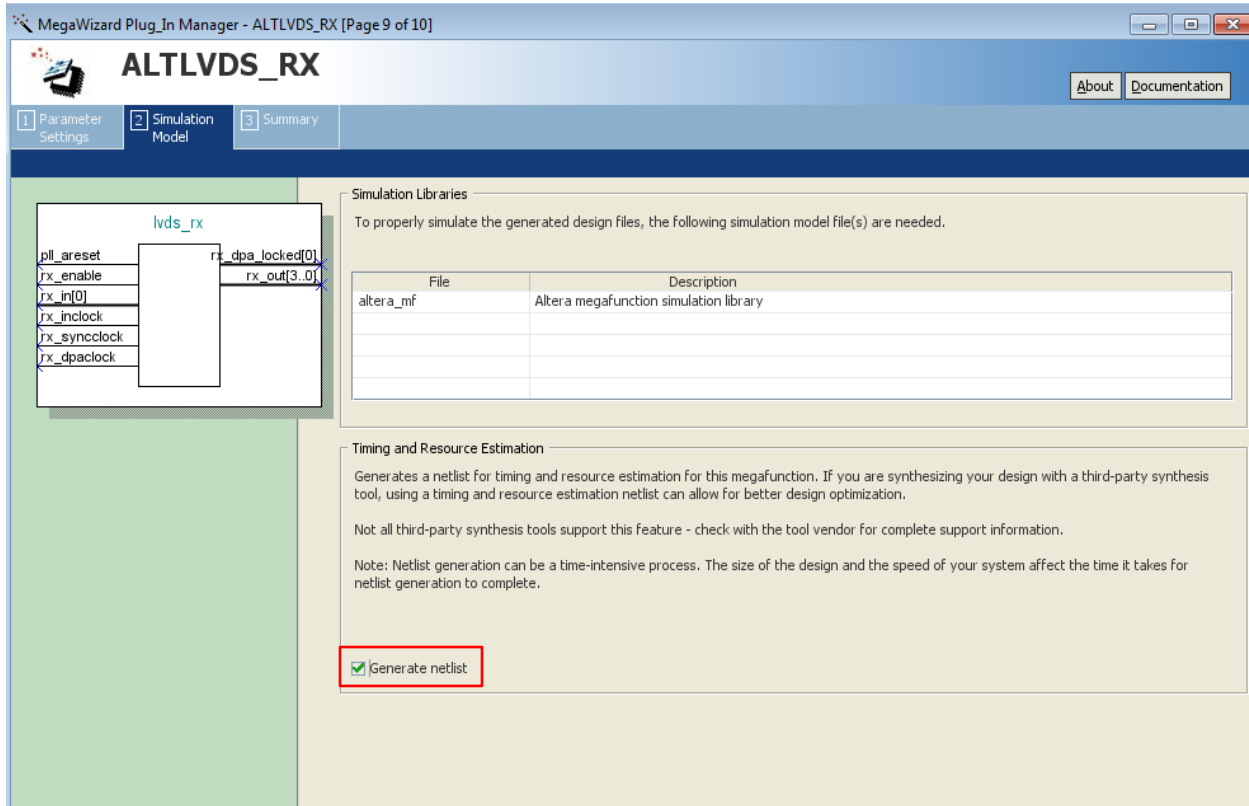 MegaWizard Plug_In Manager - ALTLVDS_RX [Page 9 of 10]
ALTLVDS_RX
About
Documentation
1 Parameter Settings
2 Simulation Model
3 Summary
lvds_rx
pll_areset
rx_enable
rx_in[0]
rx_inclock
rx_syncclock
rx_dpaclock
rx_dpa_locked[0]
rx_out[3..0]
Simulation Libraries
To properly simulate the generated design files, the following simulation model file(s) are needed.
File Description
altera_mf Altera megafunction simulation library
Timing and Resource Estimation
Generates a netlist for timing and resource estimation for this megafunction. If you are synthesizing your design with a third-party synthesis
tool, using a timing and resource estimation netlist can allow for better design optimization.
Not all third-party synthesis tools support this feature - check with the tool vendor for complete support information.
Note: Netlist generation can be a time-intensive process. The size of the design and the speed of your system affect the time it takes for
netlist generation to complete.
Generate netlist